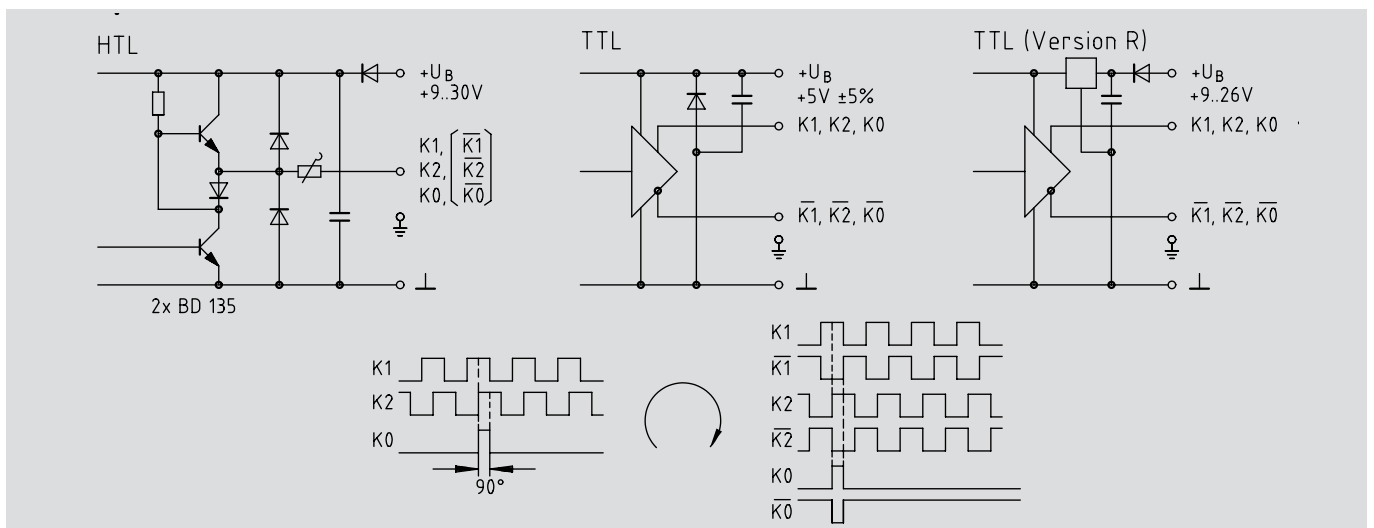 HTL
+U_B
+9..30V
K1, ( K̅1̅ )
K2, ( K̅2̅ )
K0, ( K̅0̅ )
2x BD 135
TTL
+U_B
+5V ±5%
K1, K2, K0
K̅1̅, K̅2̅, K̅0̅
TTL (Version R)
+U_B
+9..26V
K1, K2, K0
K̅1̅, K̅2̅, K̅0̅
K1
K2
K0
90°
K1
K̅1̅
K2
K̅2̅
K0
K̅0̅